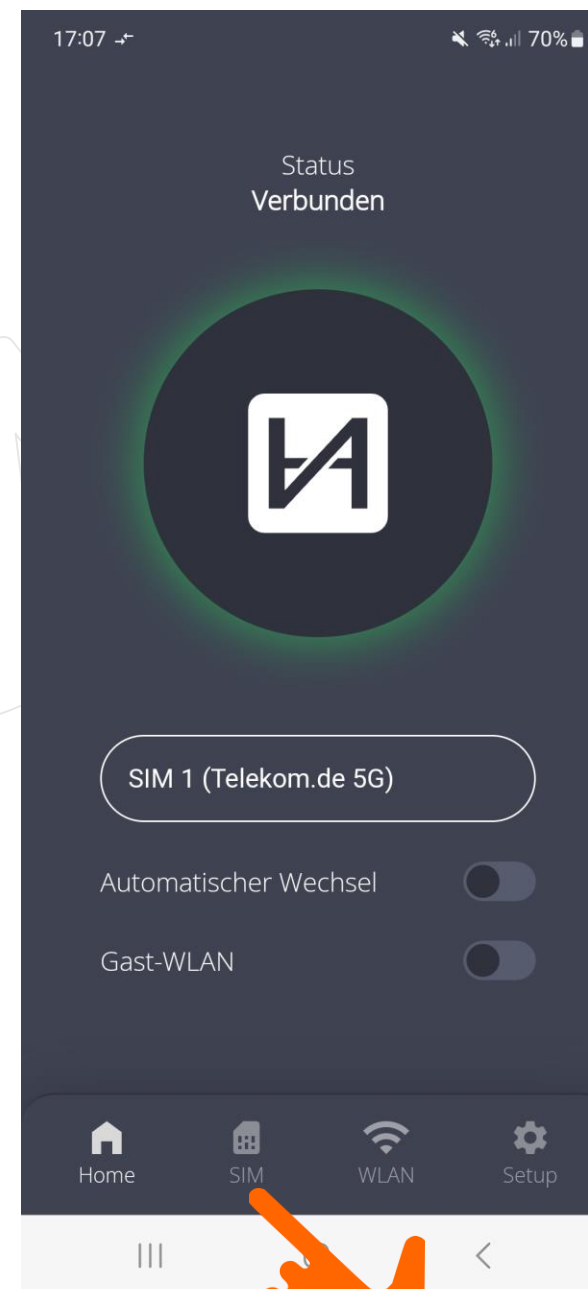 17:07
70%
Status
Verbunden
SIM 1 (Telekom.de 5G)
Automatischer Wechsel
Gast-WLAN
Home SIM WLAN Setup